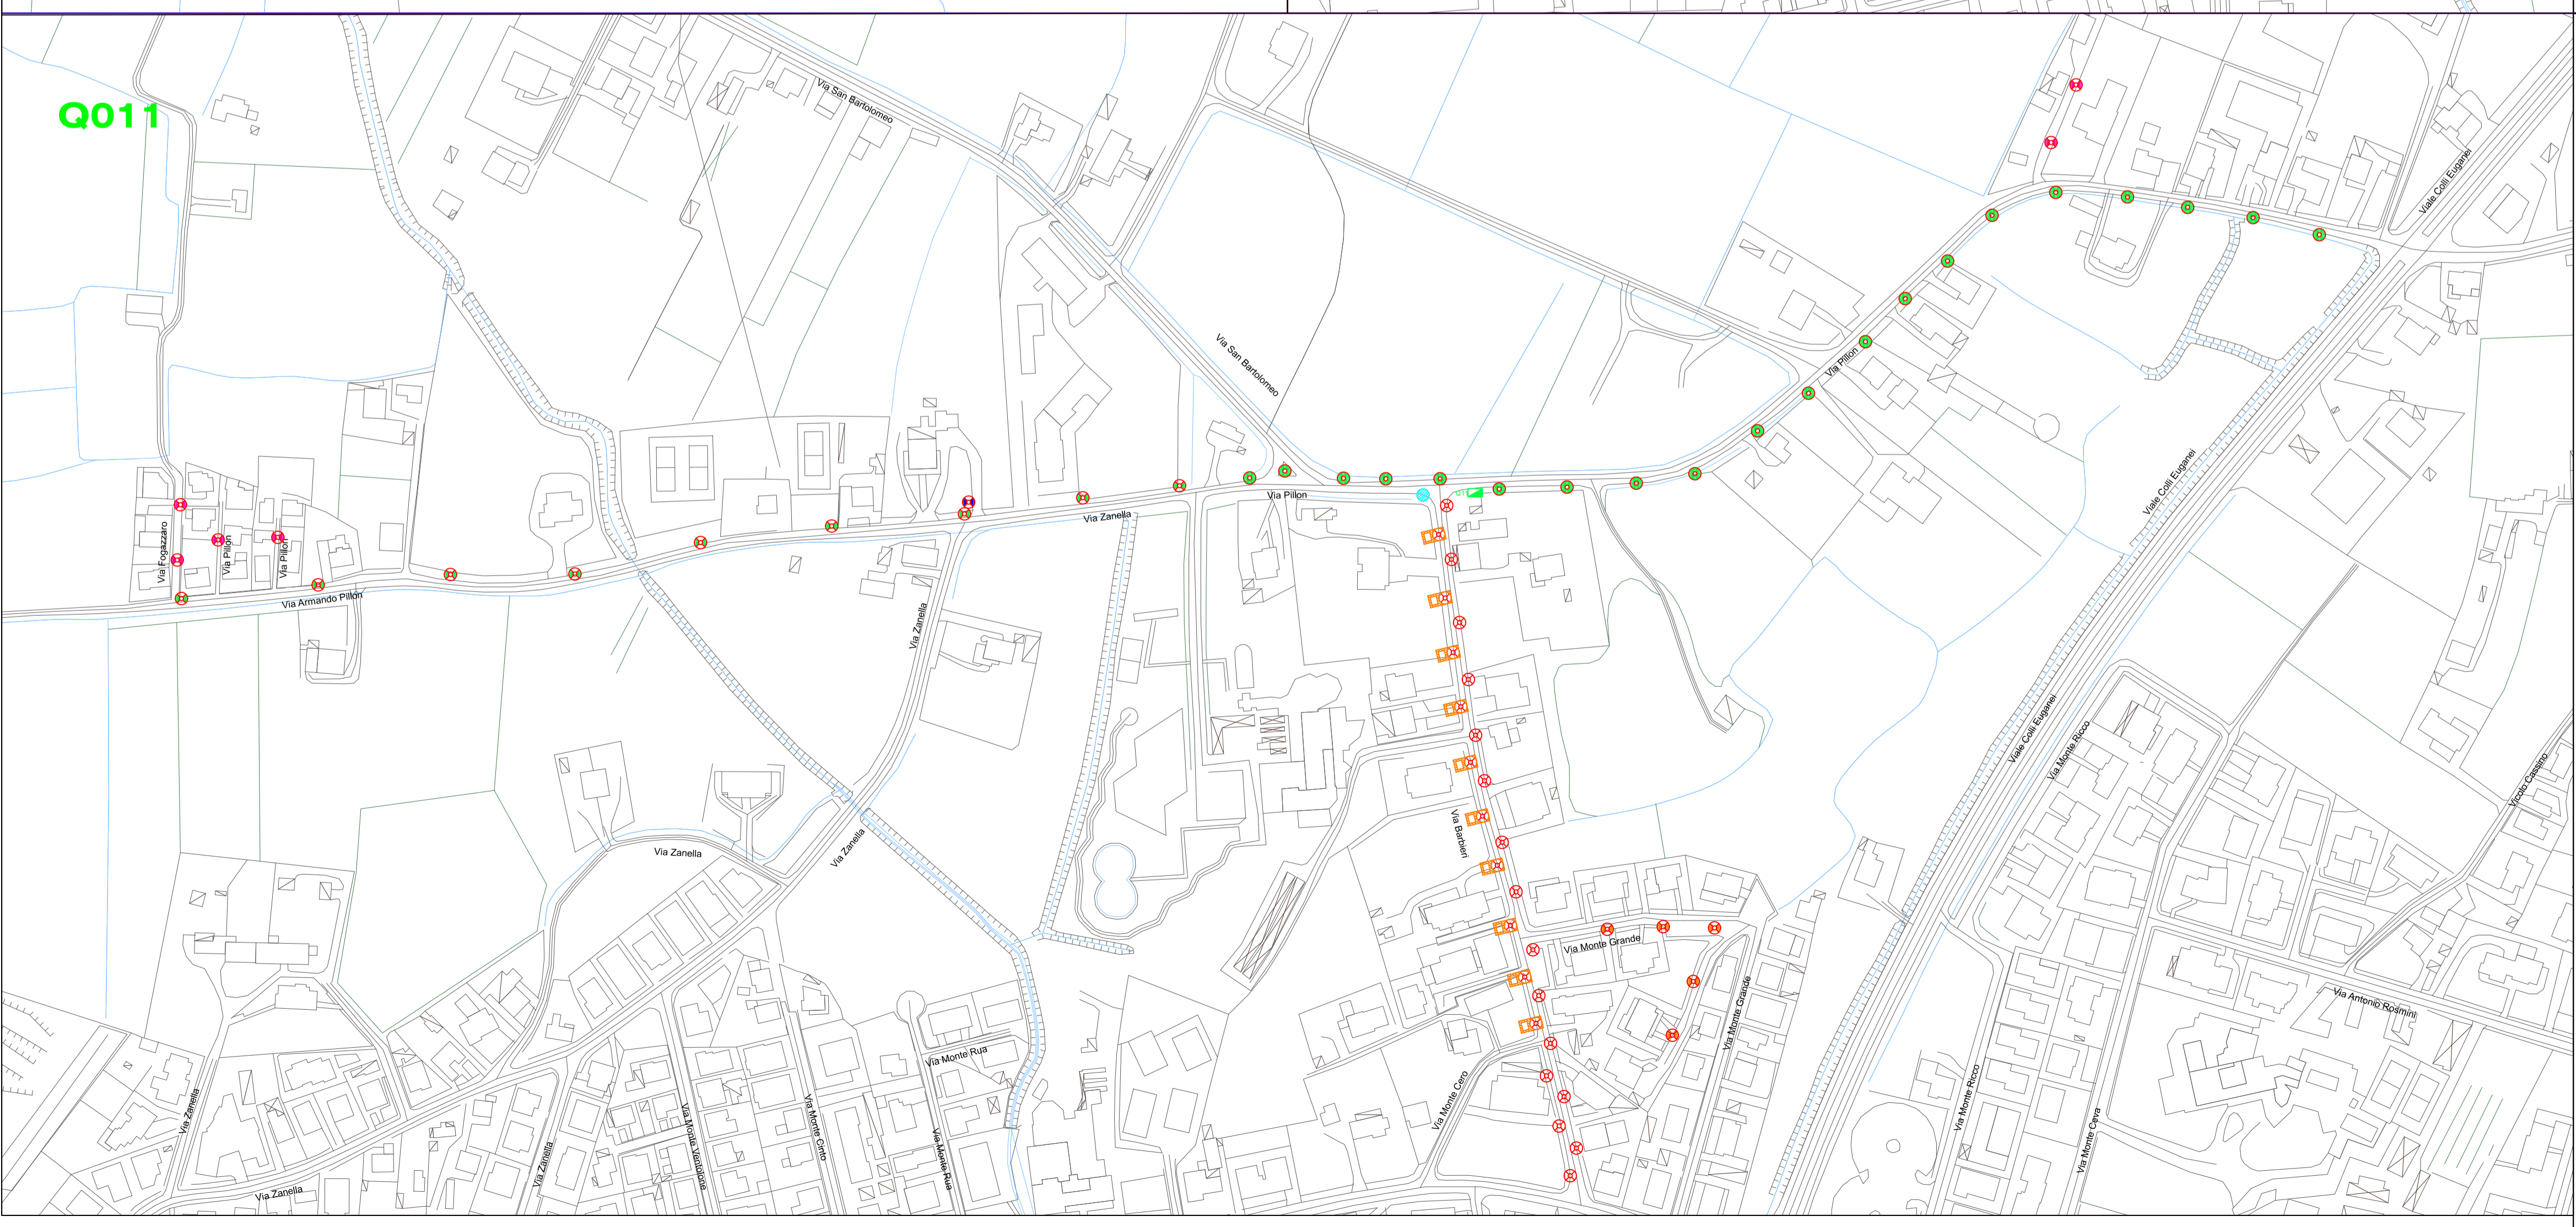 Via San Bartolomeo
Q011
Viale Colli Euganei
Via San Bartolomeo
Via Pillon
Viale Colli Euganei
Via Pillon
Via Zanella
Via Fogazzaro
Via Pillon
Via Pillon
Via Armando Pillon
Via Zanella
Viale Colli Euganei
Via Monte Ricco
Vicolo Cassino
Via Barbieri
Via Zanella
Via Zanella
Via Monte Grande
Via Monte Grande
Via Antonio Rosmini
Via Monte Rua
Via Zanella
Via Monte Ventolone
Via Monte Cinto
Via Monte Rua
Via Monte Cero
Via Monte Ricco
Via Monte Ceva
Via Zanella
Via Zanella